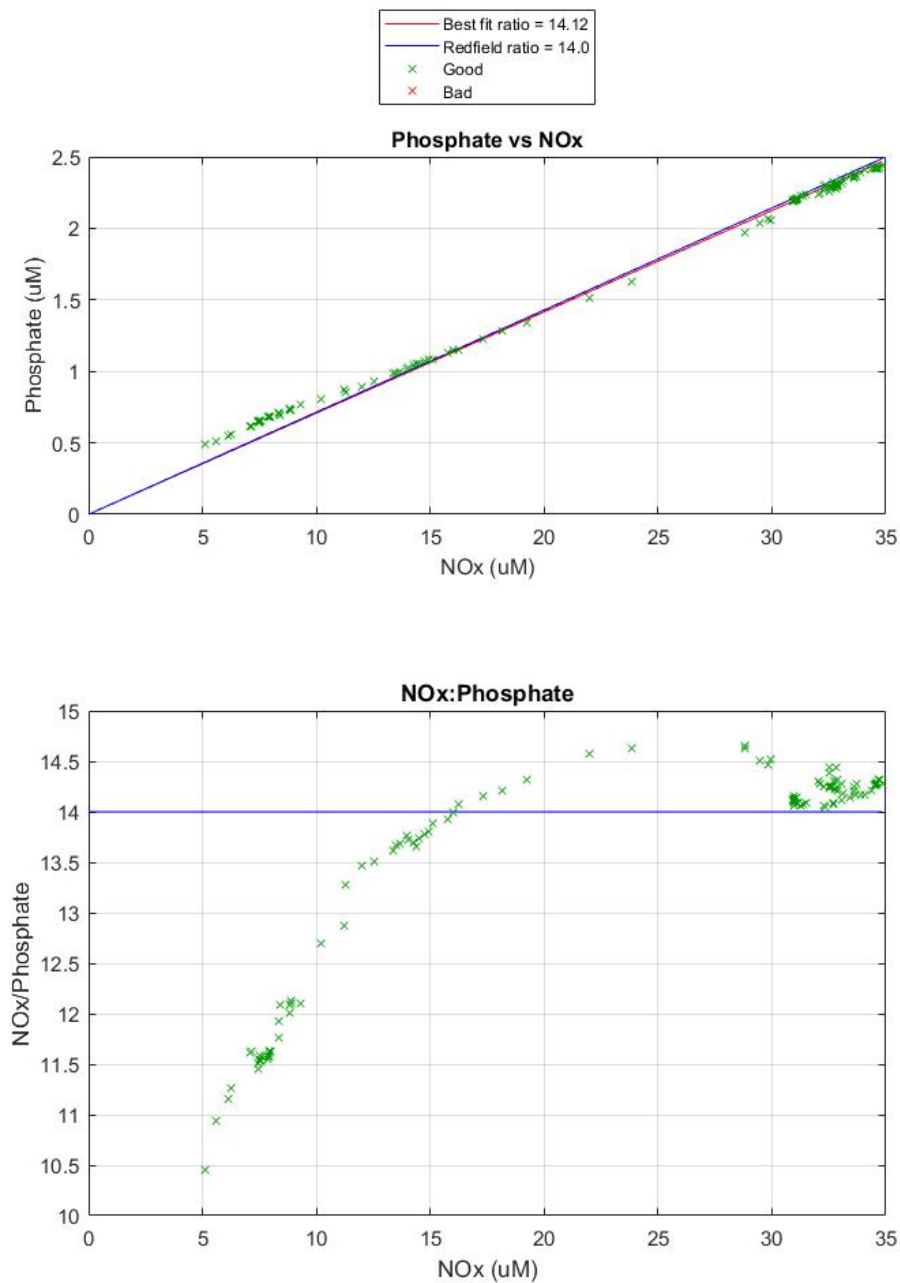 Best fit ratio = 14.12
Redfield ratio = 14.0
Good
Bad
Phosphate vs NOx
2.5
2
1.5
1
0.5
0
Phosphate (uM)
0 5 10 15 20 25 30 35
NOx (uM)
NOx:Phosphate
15
14.5
14
13.5
13
12.5
12
11.5
11
10.5
10
NOx/Phosphate
0 5 10 15 20 25 30 35
NOx (uM)